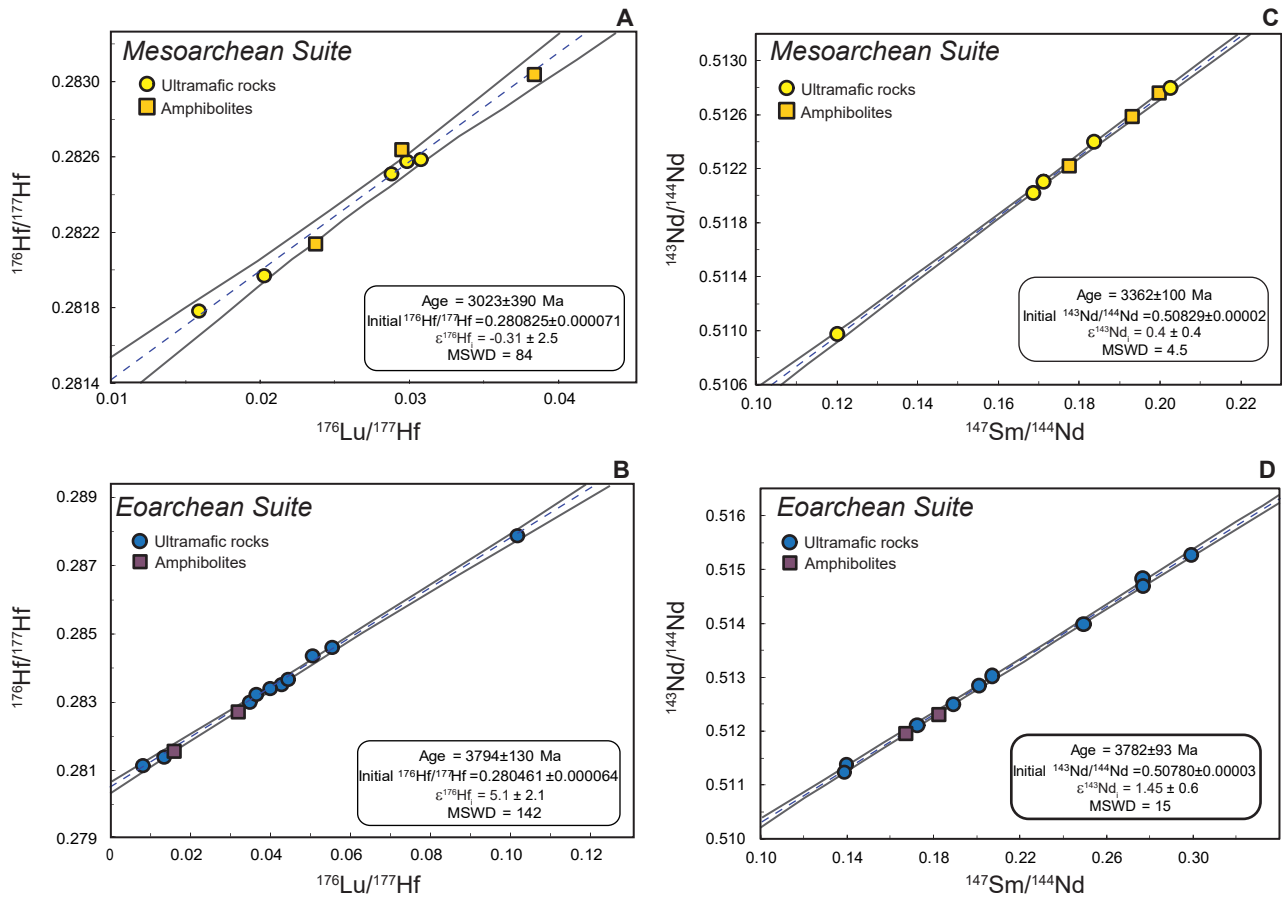 A
Mesoarchean Suite
Ultramafic rocks
Amphibolites
0.2830
0.2826
0.2822
0.2818
0.2814
¹⁷⁶Hf/¹⁷⁷Hf
Age = 3023±390 Ma
Initial ¹⁷⁶Hf/¹⁷⁷Hf =0.280825±0.000071
ε¹⁷⁶Hfᵢ = -0.31 ± 2.5
MSWD = 84
0.01 0.02 0.03 0.04
¹⁷⁶Lu/¹⁷⁷Hf
C
Mesoarchean Suite
Ultramafic rocks
Amphibolites
0.5130
0.5126
0.5122
0.5118
0.5114
0.5110
0.5106
¹⁴³Nd/¹⁴⁴Nd
Age = 3362±100 Ma
Initial ¹⁴³Nd/¹⁴⁴Nd =0.50829±0.00002
ε¹⁴³Ndᵢ = 0.4 ± 0.4
MSWD = 4.5
0.10 0.12 0.14 0.16 0.18 0.20 0.22
¹⁴⁷Sm/¹⁴⁴Nd
B
Eoarchean Suite
Ultramafic rocks
Amphibolites
0.289
0.287
0.285
0.283
0.281
0.279
¹⁷⁶Hf/¹⁷⁷Hf
Age = 3794±130 Ma
Initial ¹⁷⁶Hf/¹⁷⁷Hf =0.280461 ±0.000064
ε¹⁷⁶Hfᵢ = 5.1 ± 2.1
MSWD = 142
0 0.02 0.04 0.06 0.08 0.10 0.12
¹⁷⁶Lu/¹⁷⁷Hf
D
Eoarchean Suite
Ultramafic rocks
Amphibolites
0.516
0.515
0.514
0.513
0.512
0.511
0.510
¹⁴³Nd/¹⁴⁴Nd
Age = 3782±93 Ma
Initial ¹⁴³Nd/¹⁴⁴Nd =0.50780±0.00003
ε¹⁴³Ndᵢ = 1.45 ± 0.6
MSWD = 15
0.10 0.14 0.18 0.22 0.26 0.30
¹⁴⁷Sm/¹⁴⁴Nd